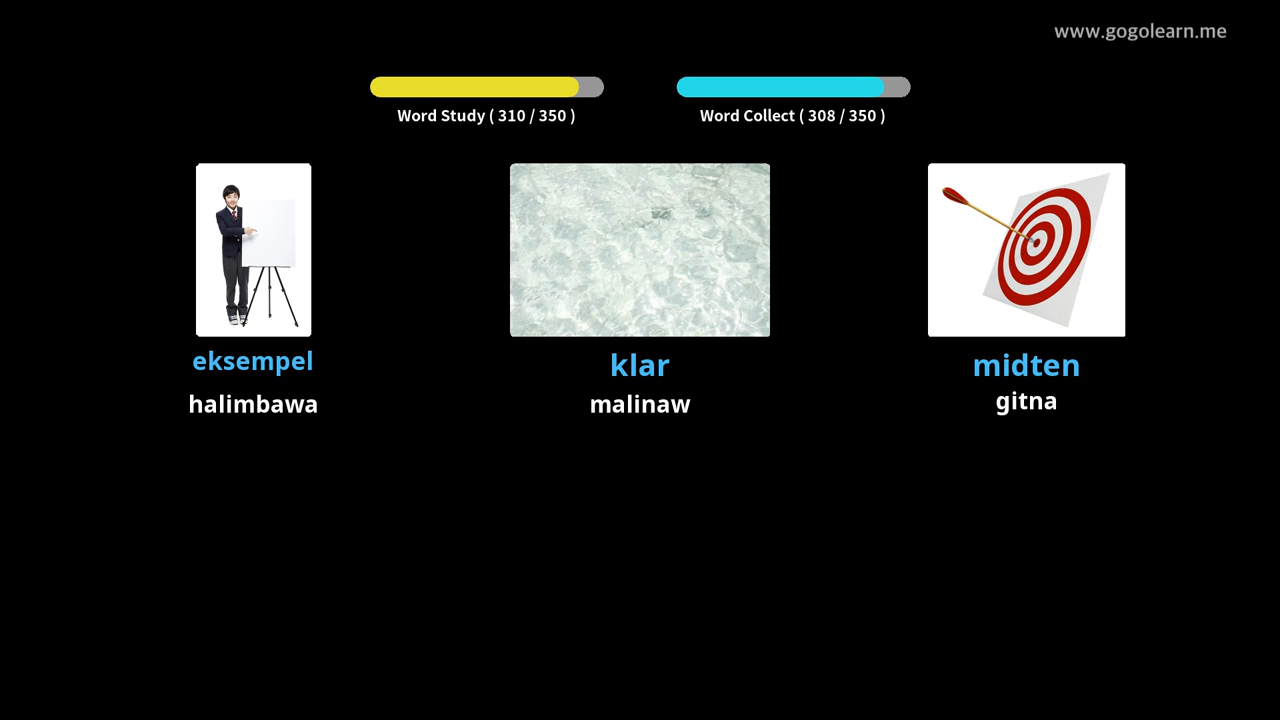 www.gogolearn.me
Word Study ( 310 / 350 )
Word Collect ( 308 / 350 )
eksempel
halimbawa
klar
malinaw
midten
gitna